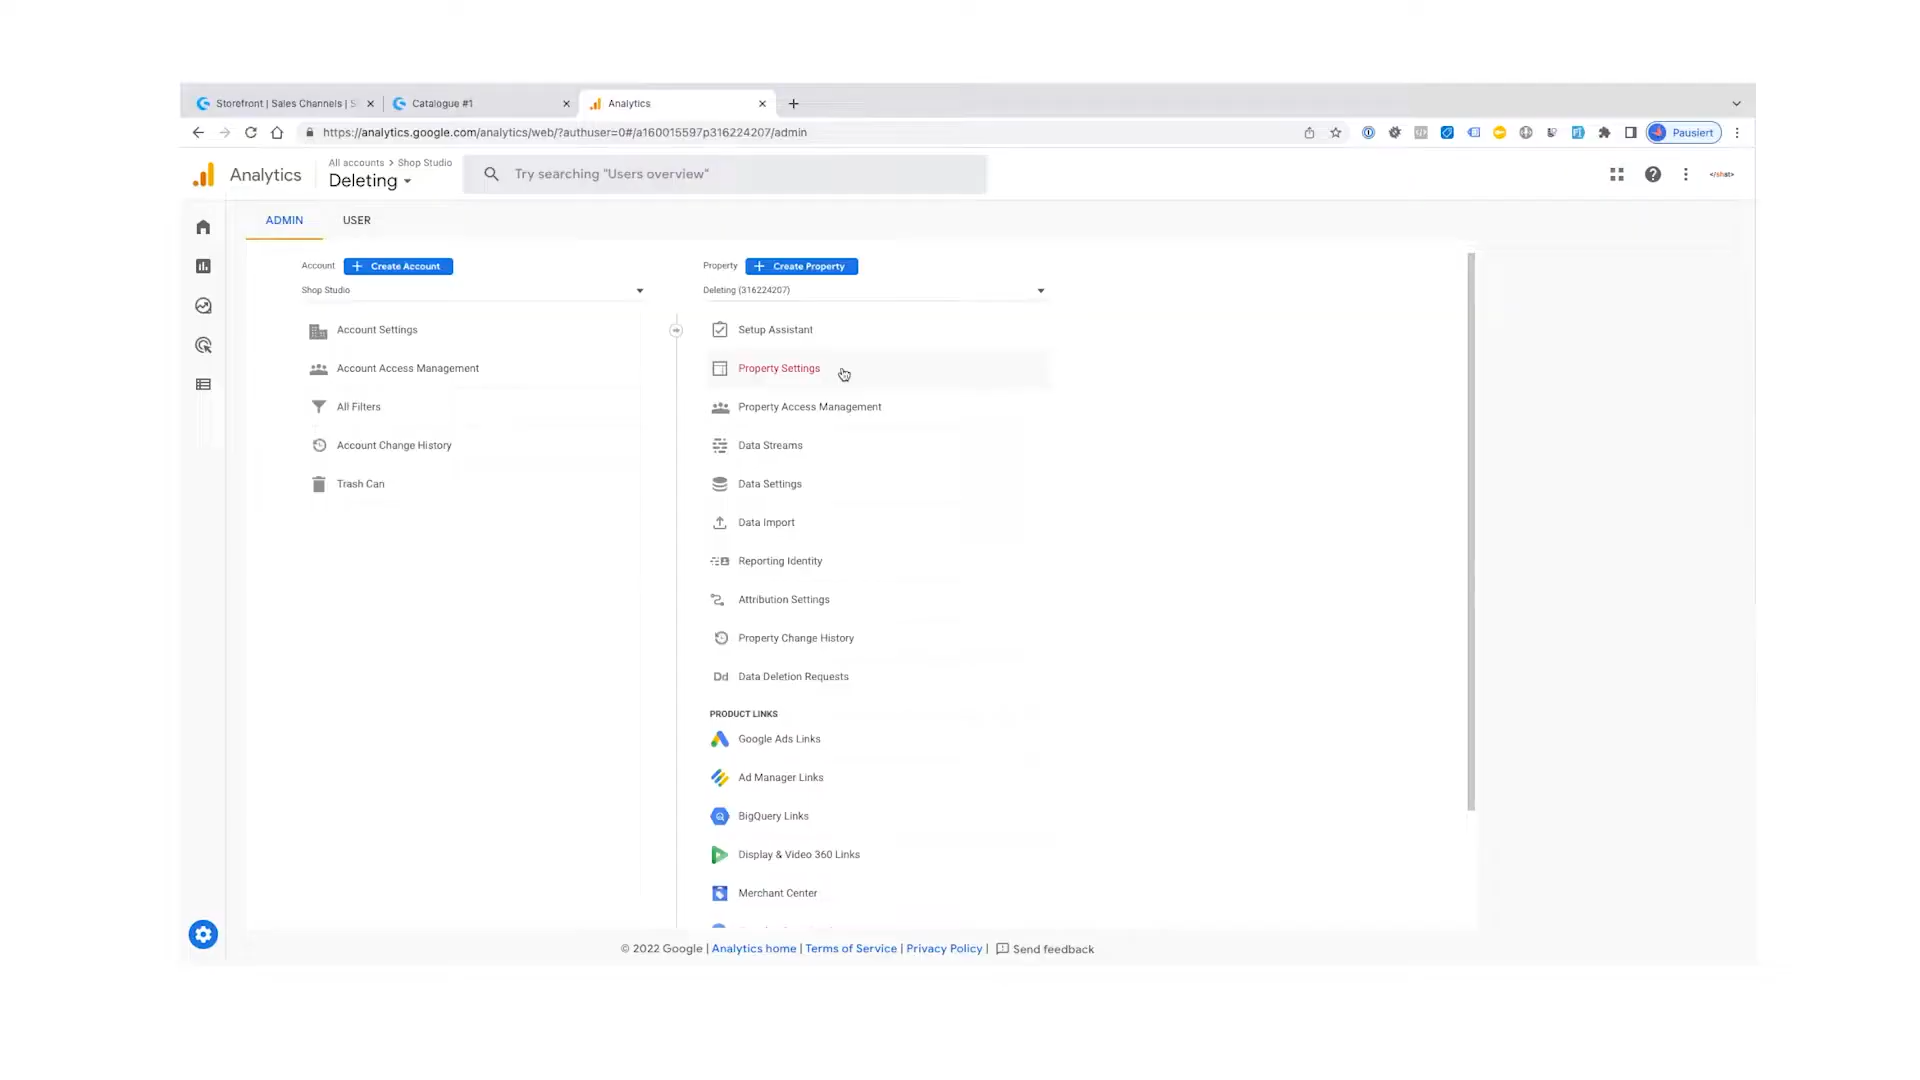 Storefront | Sales Channels | S
Catalogue #1
Analytics
https://analytics.google.com/analytics/web/?authuser=0#/a160015597p316224207/admin
Pausiert
Analytics
All accounts > Shop Studio
Deleting
Try searching "Users overview"
ADMIN
USER
Account
Create Account
Shop Studio
Account Settings
Account Access Management
All Filters
Account Change History
Trash Can
Property
Create Property
Deleting (316224207)
Setup Assistant
Property Settings
Property Access Management
Data Streams
Data Settings
Data Import
Reporting Identity
Attribution Settings
Property Change History
Dd Data Deletion Requests
PRODUCT LINKS
Google Ads Links
Ad Manager Links
BigQuery Links
Display & Video 360 Links
Merchant Center
© 2022 Google | Analytics home | Terms of Service | Privacy Policy | Send feedback